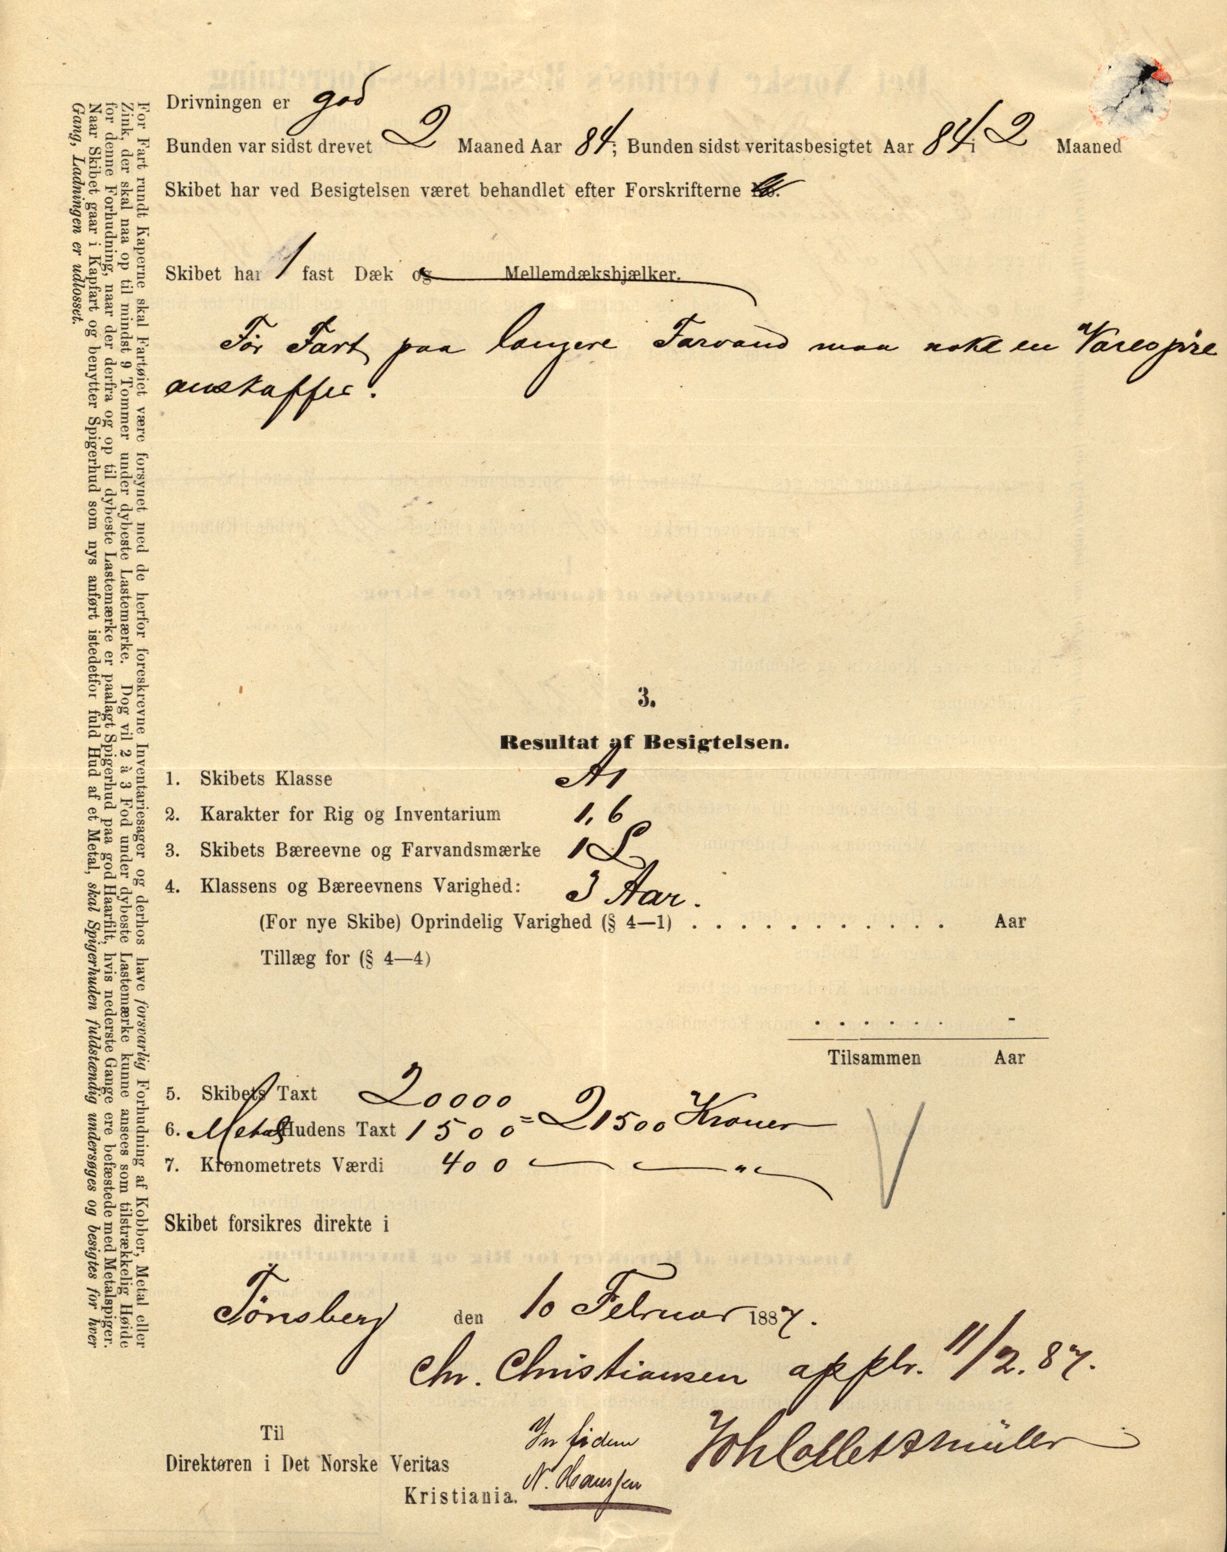 Drivningen er god
Bunden var sidst drevet 2 Maaned Aar 84; Bunden sidst veritasbesigtet Aar 84; 2 Maaned
Skibet har ved Besigtelsen været behandlet efter Forskrifterne
Skibet har 1 fast Dæk og Mellemdæksbjælker.
For Fart paa længere Farvand maa nok en Varespire
anskaffes.
For Fart rundt Kaperne skal Fartøiet være forsynet med de herfor foreskrevne Inventariesager og derhos have forsvarlig Forhudning af Kobber, Metal eller
Zink, der skal naa op til mindst 9 Tommer under dybeste Lastemærke. Dog vil 2 à 3 Fod under dybeste Lastemærke kunne ansees som tilstrækkelig Høide
for denne Forhudning, naar der derfra og op til dybeste Lastemærke er paalagt Spigerhud paa god Haarfilt, hvis nederste Gange ere befæstede med Metalspiger.
Naar Skibet gaar i Kapfart og benytter Spigerhud som nys anført istedetfor fuld Hud af et Metal, skal Spigerhuden fuldstændig undersøges og besigtes for hver
Gang, Ladningen er udlosset.
3.
Resultat af Besigtelsen.
1. Skibets Klasse A1
2. Karakter for Rig og Inventarium 1,6
3. Skibets Bæreevne og Farvandsmærke 1 L
4. Klassens og Bæreevnens Varighed: 3 Aar.
(For nye Skibe) Oprindelig Varighed (§ 4—1) . . . . . . . . . . . Aar
Tillæg for (§ 4—4)
. . . . . . -
Tilsammen Aar
5. Skibets Taxt 20000
6. Metal Hudens Taxt 1500 = 21500 Kroner
7. Kronometrets Værdi 400 — — " —
Skibet forsikres direkte i
Tönsberg den 10 Februar 1887.
Chr. Christiansen appbr. 11/2.87.
Til
Direktøren i Det Norske Veritas
Kristiania.
In fidem
N. Hansen
Joh Collett Müller